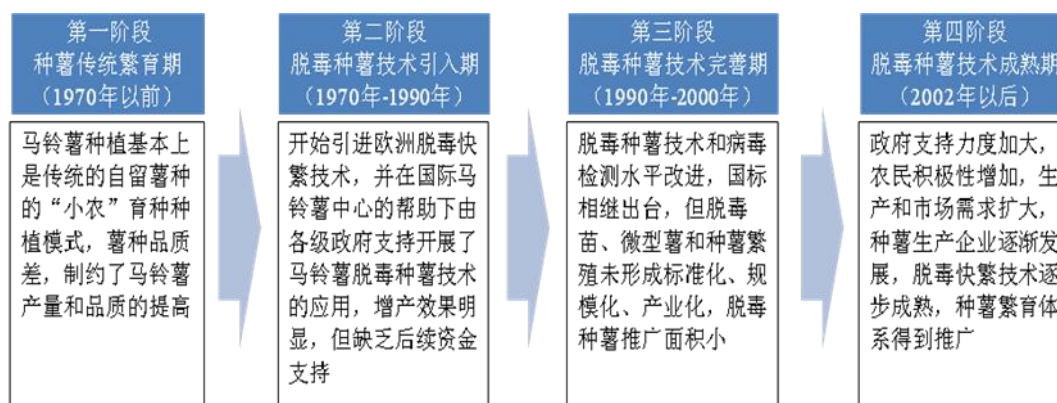 第一阶段
种薯传统繁育期
（1970年以前）
马铃薯种植基本上
是传统的自留薯种
的“小农”育种种
植模式，薯种品质
差，制约了马铃薯
产量和品质的提高
第二阶段
脱毒种薯技术引入期
（1970年-1990年）
开始引进欧洲脱毒快
繁技术，并在国际马
铃薯中心的帮助下由
各级政府支持开展了
马铃薯脱毒种薯技术
的应用，增产效果明
显，但缺乏后续资金
支持
第三阶段
脱毒种薯技术完善期
（1990年-2000年）
脱毒种薯技术和病毒
检测水平改进，国标
相继出台，但脱毒
苗、微型薯和种薯繁
殖未形成标准化、规
模化、产业化，脱毒
种薯推广面积小
第四阶段
脱毒种薯技术成熟期
（2002年以后）
政府支持力度加大，
农民积极性增加，生
产和市场需求扩大，
种薯生产企业逐渐发
展，脱毒快繁技术逐
步成熟，种薯繁育体
系得到推广